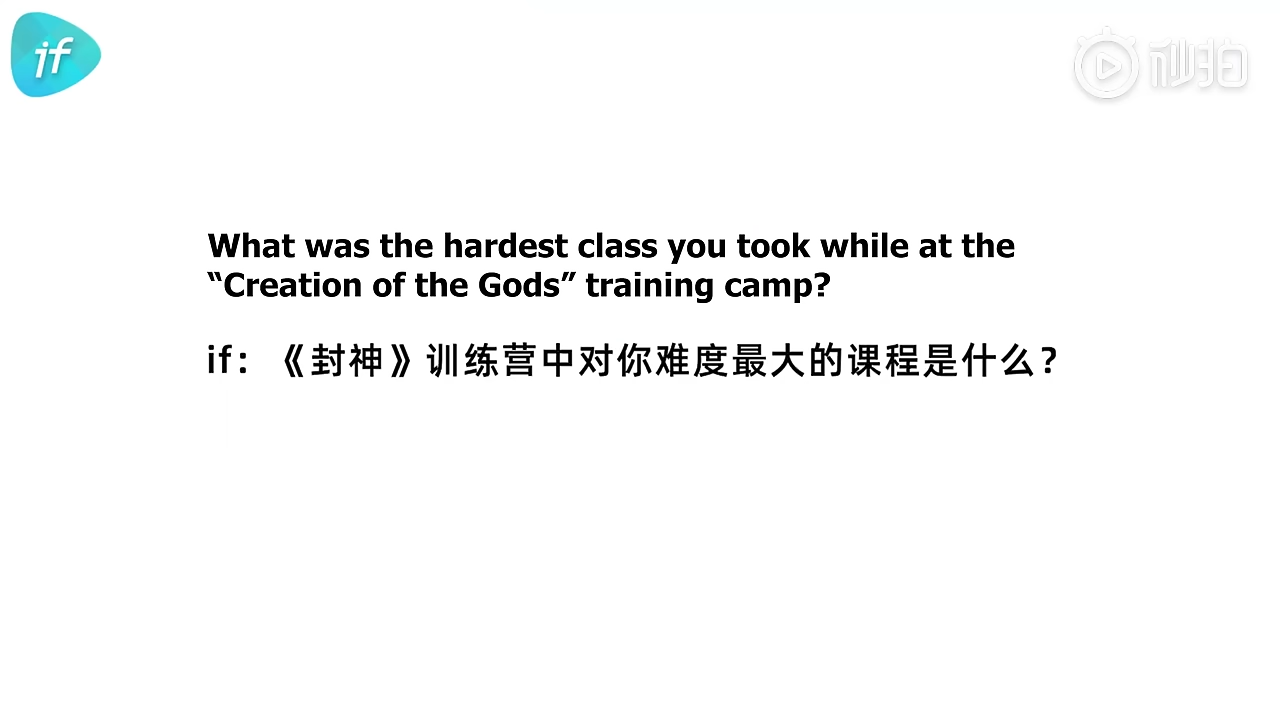 if
秒拍
What was the hardest class you took while at the
“Creation of the Gods” training camp?
if：《封神》训练营中对你难度最大的课程是什么？